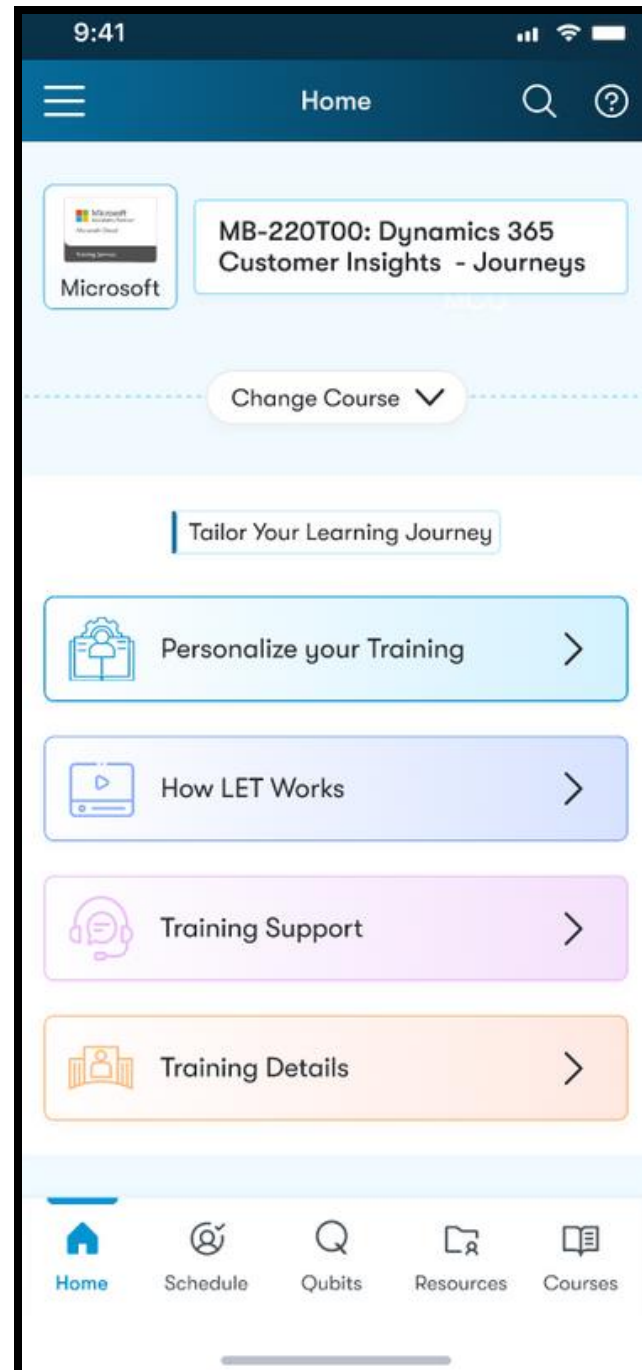 9:41
Home
Microsoft
MB-220T00: Dynamics 365
Customer Insights - Journeys
Microsoft
Change Course
Tailor Your Learning Journey
Personalize your Training
How LET Works
Training Support
Training Details
Home
Schedule
Qubits
Resources
Courses